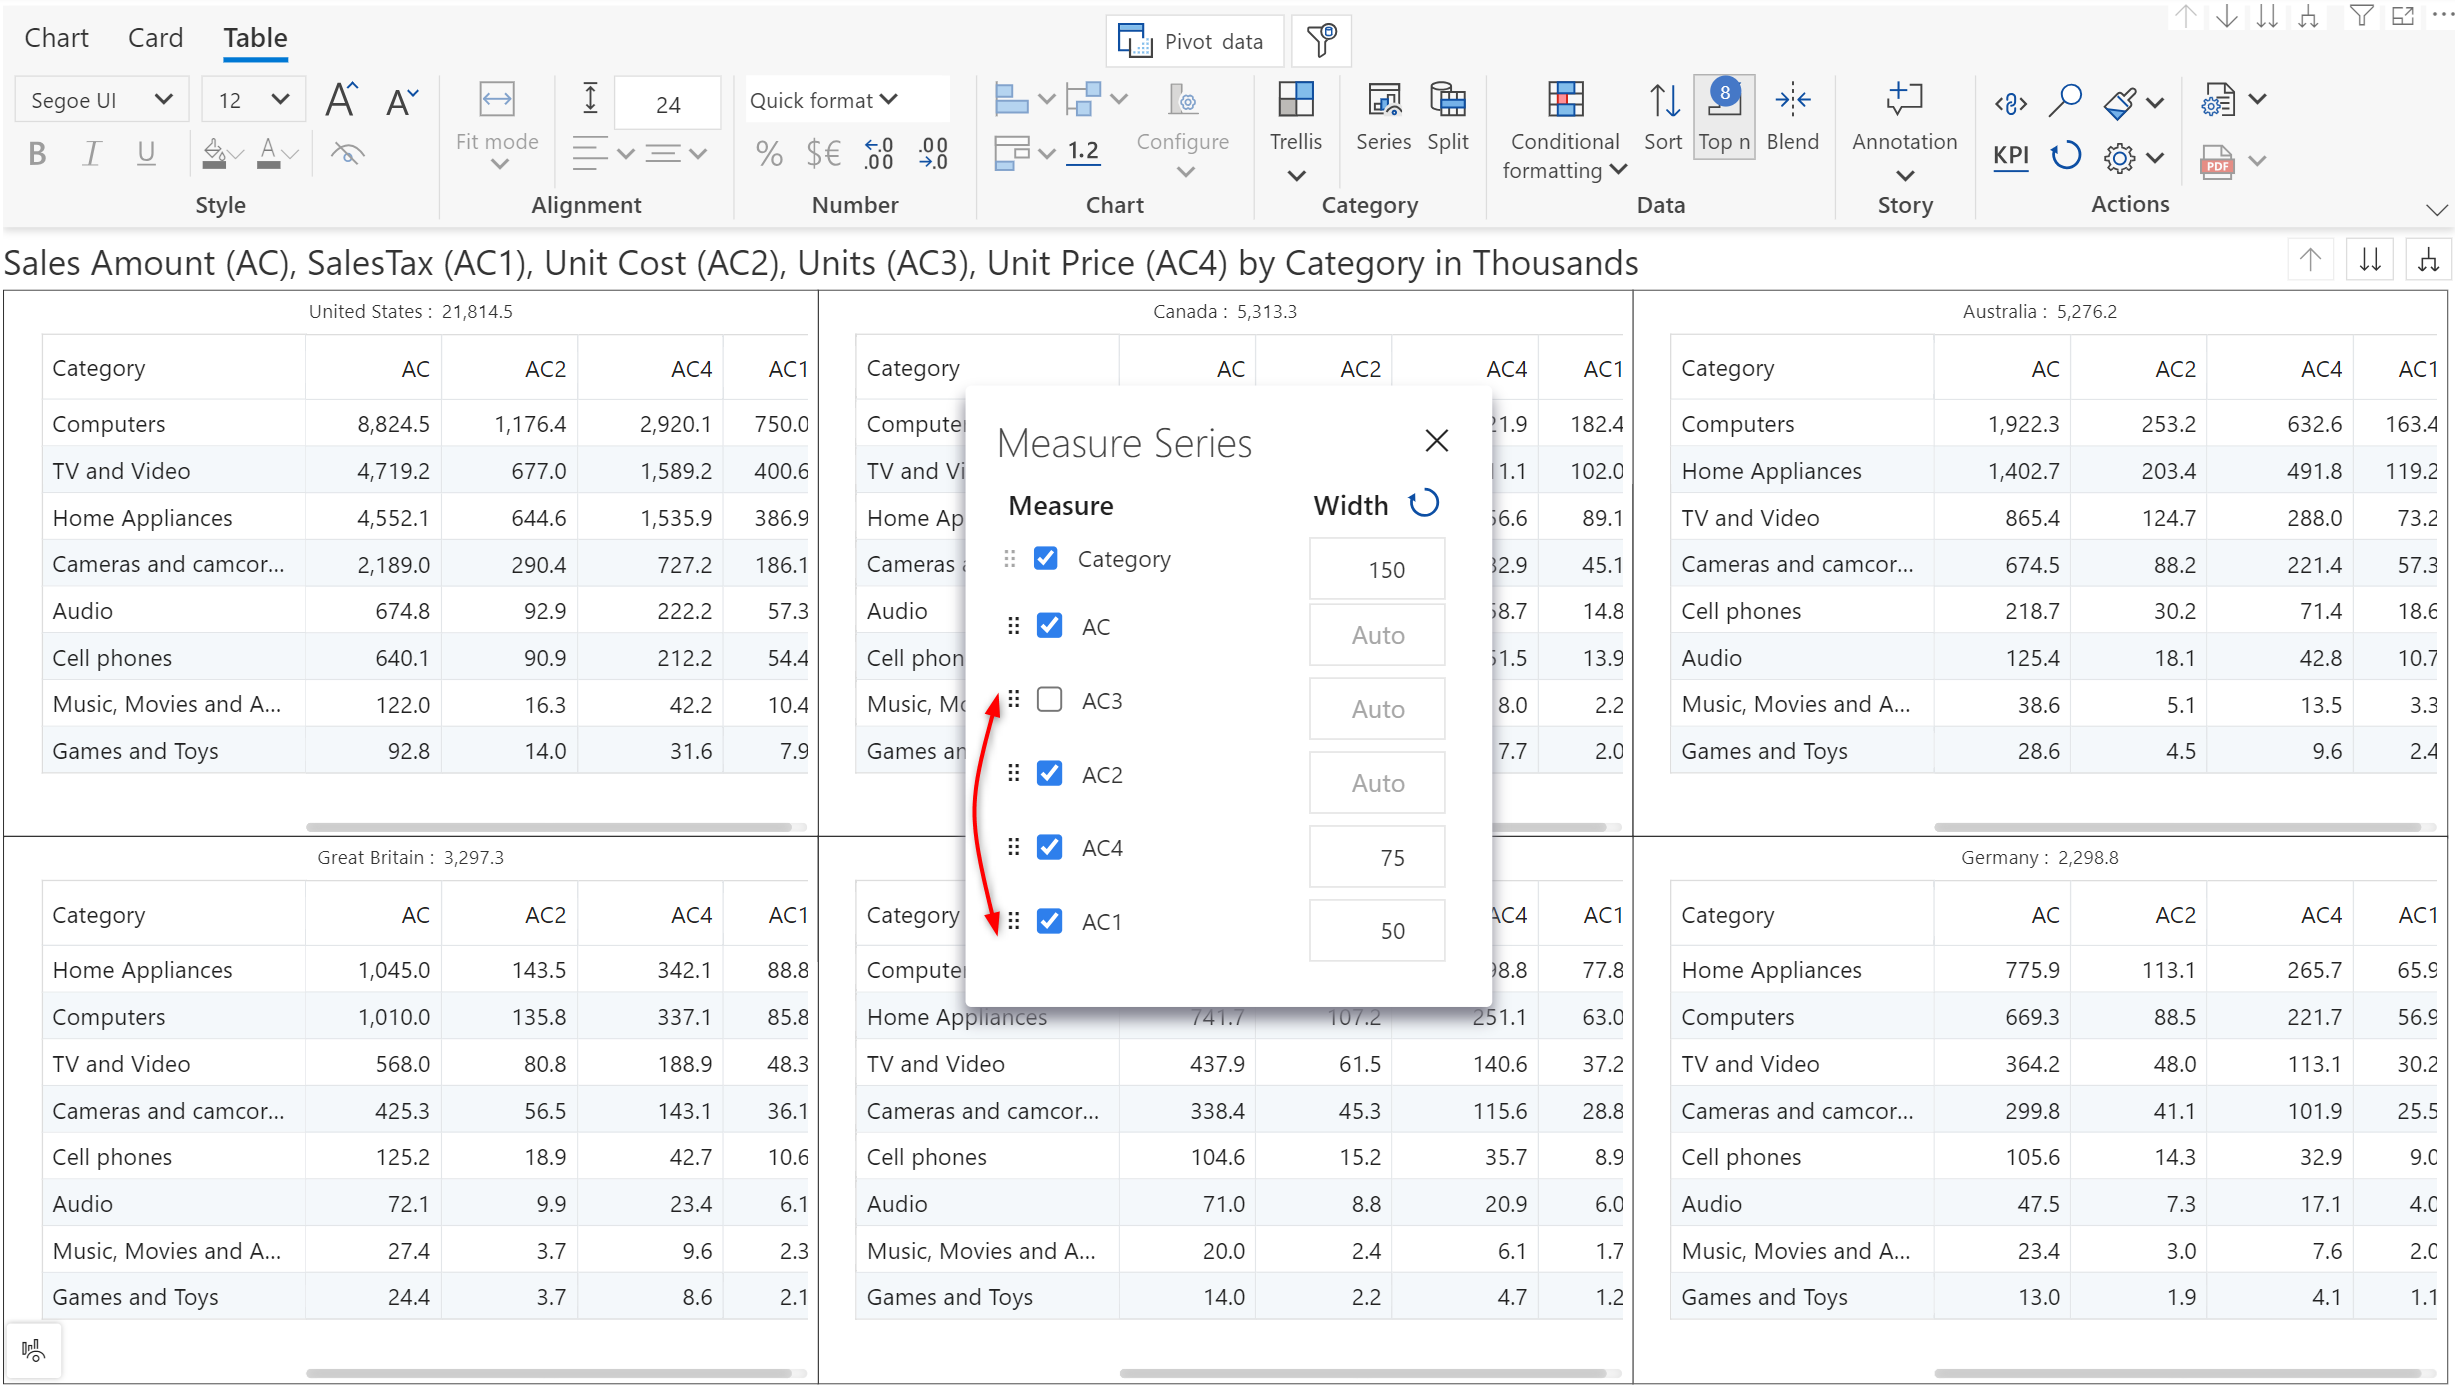 Chart Card Table
Pivot data
Segoe UI 12 A A
24
Quick format
B I U A
Fit mode
% $€ .0 .00 .00 .0
1.2
Configure
Trellis
Series Split
Conditional formatting
Sort
8
Top n
Blend
Annotation
KPI
PDF
Style Alignment Number Chart Category Data Story Actions
Sales Amount (AC), SalesTax (AC1), Unit Cost (AC2), Units (AC3), Unit Price (AC4) by Category in Thousands
United States : 21,814.5
Category AC AC2 AC4 AC1
Computers 8,824.5 1,176.4 2,920.1 750.0
TV and Video 4,719.2 677.0 1,589.2 400.6
Home Appliances 4,552.1 644.6 1,535.9 386.9
Cameras and camcor... 2,189.0 290.4 727.2 186.1
Audio 674.8 92.9 222.2 57.3
Cell phones 640.1 90.9 212.2 54.4
Music, Movies and A... 122.0 16.3 42.2 10.4
Games and Toys 92.8 14.0 31.6 7.9
Canada : 5,313.3
Category AC AC2 AC4 AC1
Compute 21.9 182.4
TV and Vi 11.1 102.0
Home Ap 56.6 89.1
Cameras 32.9 45.1
Audio 58.7 14.8
Cell phon 51.5 13.9
Music, Mo 8.0 2.2
Games an 7.7 2.0
Australia : 5,276.2
Category AC AC2 AC4 AC1
Computers 1,922.3 253.2 632.6 163.4
Home Appliances 1,402.7 203.4 491.8 119.2
TV and Video 865.4 124.7 288.0 73.2
Cameras and camcor... 674.5 88.2 221.4 57.3
Cell phones 218.7 30.2 71.4 18.6
Audio 125.4 18.1 42.8 10.7
Music, Movies and A... 38.6 5.1 13.5 3.3
Games and Toys 28.6 4.5 9.6 2.4
Measure Series
Measure Width
Category 150
AC Auto
AC3 Auto
AC2 Auto
AC4 75
AC1 50
Great Britain : 3,297.3
Category AC AC2 AC4 AC1
Home Appliances 1,045.0 143.5 342.1 88.8
Computers 1,010.0 135.8 337.1 85.8
TV and Video 568.0 80.8 188.9 48.3
Cameras and camcor... 425.3 56.5 143.1 36.1
Cell phones 125.2 18.9 42.7 10.6
Audio 72.1 9.9 23.4 6.1
Music, Movies and A... 27.4 3.7 9.6 2.3
Games and Toys 24.4 3.7 8.6 2.1
Category AC4 AC1
Compute 98.8 77.8
Home Appliances 741.7 107.2 251.1 63.0
TV and Video 437.9 61.5 140.6 37.2
Cameras and camcor... 338.4 45.3 115.6 28.8
Cell phones 104.6 15.2 35.7 8.9
Audio 71.0 8.8 20.9 6.0
Music, Movies and A... 20.0 2.4 6.1 1.7
Games and Toys 14.0 2.2 4.7 1.2
Germany : 2,298.8
Category AC AC2 AC4 AC1
Home Appliances 775.9 113.1 265.7 65.9
Computers 669.3 88.5 221.7 56.9
TV and Video 364.2 48.0 113.1 30.2
Cameras and camcor... 299.8 41.1 101.9 25.5
Cell phones 105.6 14.3 32.9 9.0
Audio 47.5 7.3 17.1 4.0
Music, Movies and A... 23.4 3.0 7.6 2.0
Games and Toys 13.0 1.9 4.1 1.1